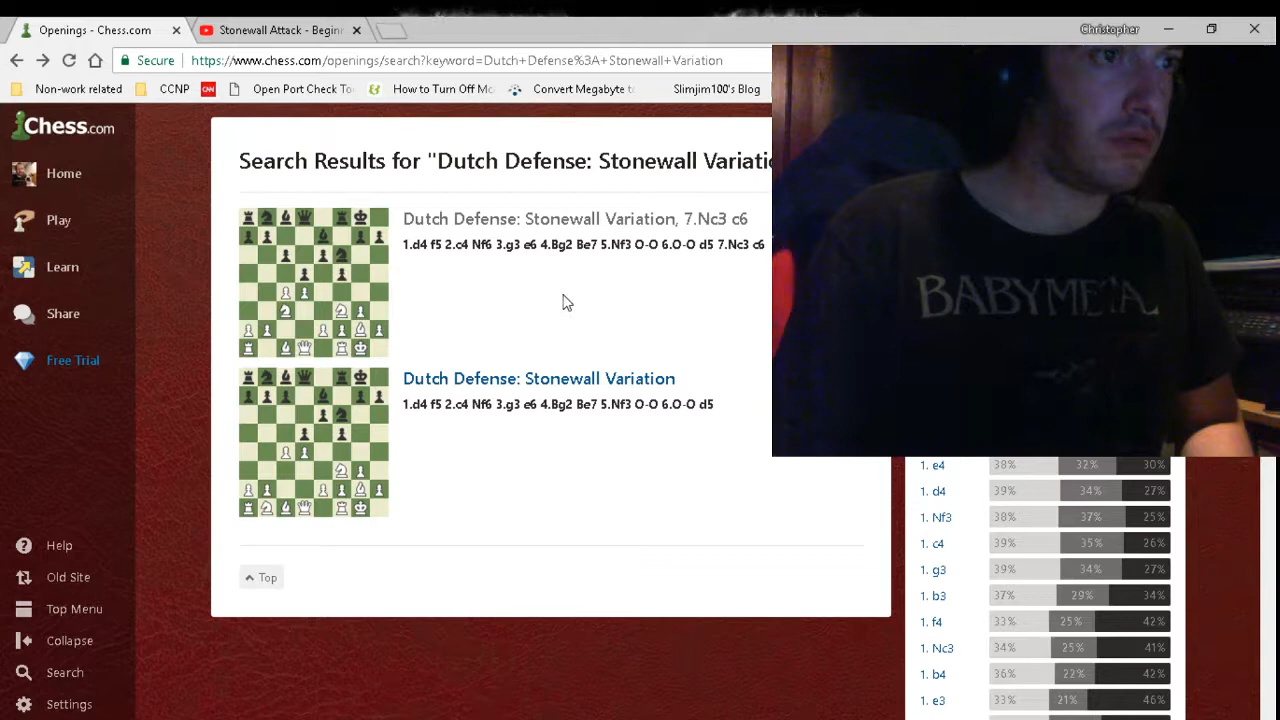 Openings - Chess.com
Stonewall Attack - Beginn
Christopher
Secure
https://www.chess.com/openings/search?keyword=Dutch+Defense%3A+Stonewall+Variation
Non-work related
CCNP
CNN
Open Port Check To
How to Turn Off Mo
Convert Megabyte to
Slimjim100's Blog
Chess.com
Home
Play
Learn
Share
Free Trial
Help
Old Site
Top Menu
Collapse
Search
Settings
Search Results for "Dutch Defense: Stonewall Variatio
Dutch Defense: Stonewall Variation, 7.Nc3 c6
1.d4 f5 2.c4 Nf6 3.g3 e6 4.Bg2 Be7 5.Nf3 O-O 6.O-O d5 7.Nc3 c6
Dutch Defense: Stonewall Variation
1.d4 f5 2.c4 Nf6 3.g3 e6 4.Bg2 Be7 5.Nf3 O-O 6.O-O d5
Top
BABYMETAL
1. e4 38% 32% 30%
1. d4 39% 34% 27%
1. Nf3 38% 37% 25%
1. c4 39% 35% 26%
1. g3 39% 34% 27%
1. b3 37% 29% 34%
1. f4 33% 25% 42%
1. Nc3 34% 25% 41%
1. b4 36% 22% 42%
1. e3 33% 21% 46%